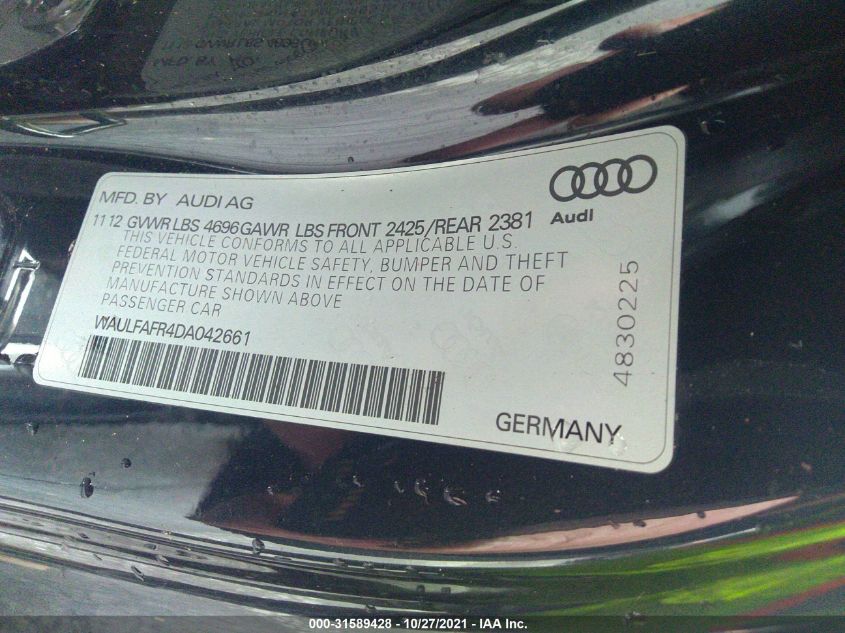 MFD. BY AUDI AG
11 12 GVWR LBS 4696 GAWR LBS FRONT 2425/REAR 2381
THIS VEHICLE CONFORMS TO ALL APPLICABLE U.S.
FEDERAL MOTOR VEHICLE SAFETY, BUMPER AND THEFT
PREVENTION STANDARDS IN EFFECT ON THE DATE OF
MANUFACTURE SHOWN ABOVE
PASSENGER CAR
WAULFAFR4DA042661
Audi
4830225
GERMANY
000-31589428 - 10/27/2021 - IAA Inc.